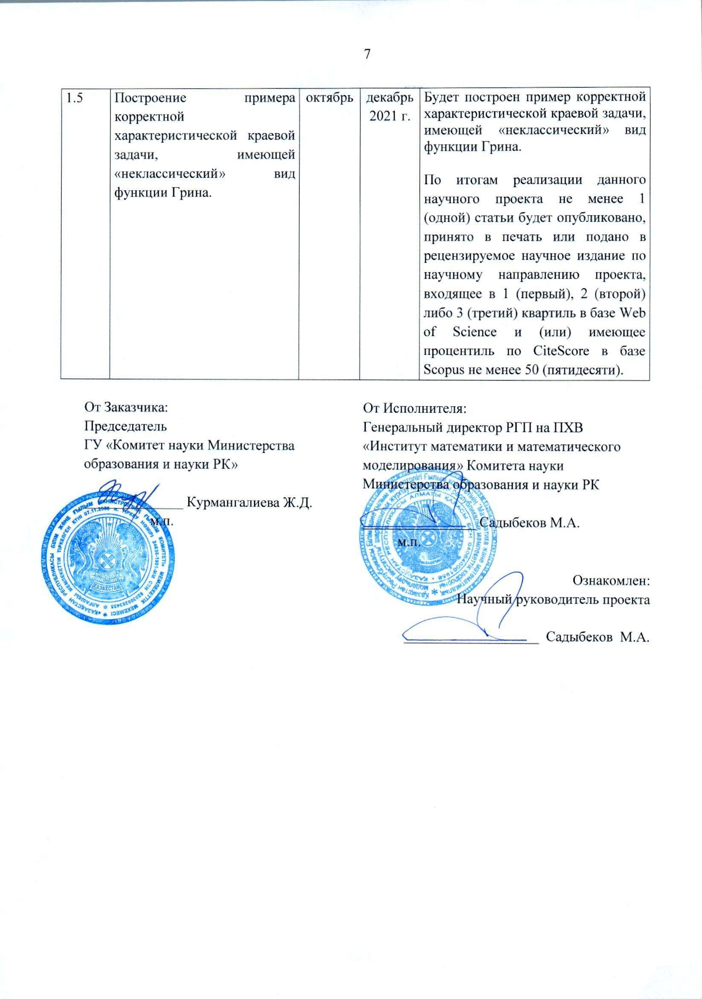 7
1.5
Построение примера
корректной
характеристической краевой
задачи, имеющей
«неклассический» вид
функции Грина.
октябрь
декабрь
2021 г.
Будет построен пример корректной
характеристической краевой задачи,
имеющей «неклассический» вид
функции Грина.
По итогам реализации данного
научного проекта не менее 1
(одной) статьи будет опубликовано,
принято в печать или подано в
рецензируемое научное издание по
научному направлению проекта,
входящее в 1 (первый), 2 (второй)
либо 3 (третий) квартиль в базе Web
of Science и (или) имеющее
процентиль по CiteScore в базе
Scopus не менее 50 (пятидесяти).
От Заказчика:
Председатель
ГУ «Комитет науки Министерства
образования и науки РК»
Курмангалиева Ж.Д.
м.п.
ҚАЗАҚСТАН
От Исполнителя:
Генеральный директор РГП на ПХВ
«Институт математики и математического
моделирования» Комитета науки
Министерства образования и науки РК
Садыбеков М.А.
м.п.
Ознакомлен:
Научный руководитель проекта
Садыбеков М.А.